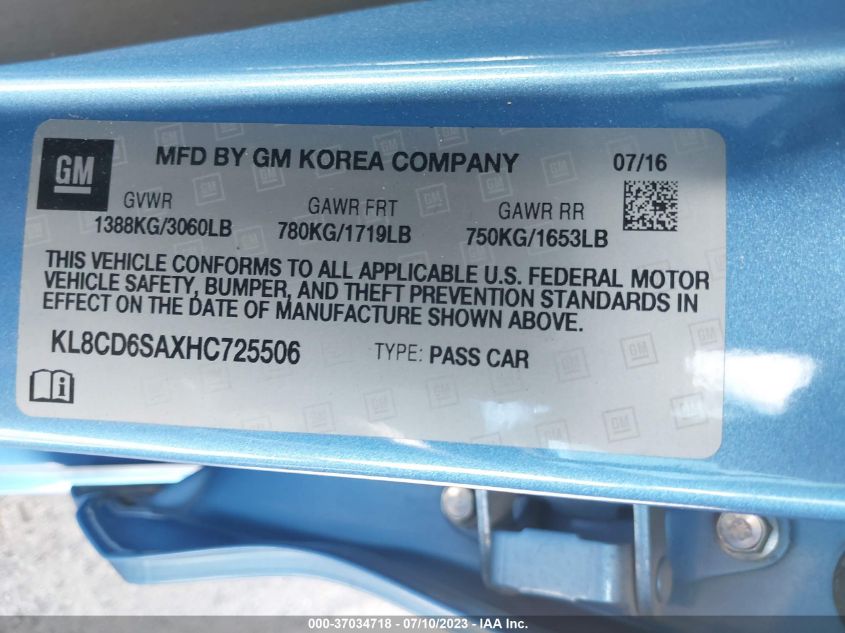 GM MFD BY GM KOREA COMPANY 07/16
GVWR GAWR FRT GAWR RR
1388KG/3060LB 780KG/1719LB 750KG/1653LB
THIS VEHICLE CONFORMS TO ALL APPLICABLE U.S. FEDERAL MOTOR
VEHICLE SAFETY, BUMPER, AND THEFT PREVENTION STANDARDS IN
EFFECT ON THE DATE OF MANUFACTURE SHOWN ABOVE.
KL8CD6SAXHC725506 TYPE: PASS CAR
000-37034718 - 07/10/2023 - IAA Inc.